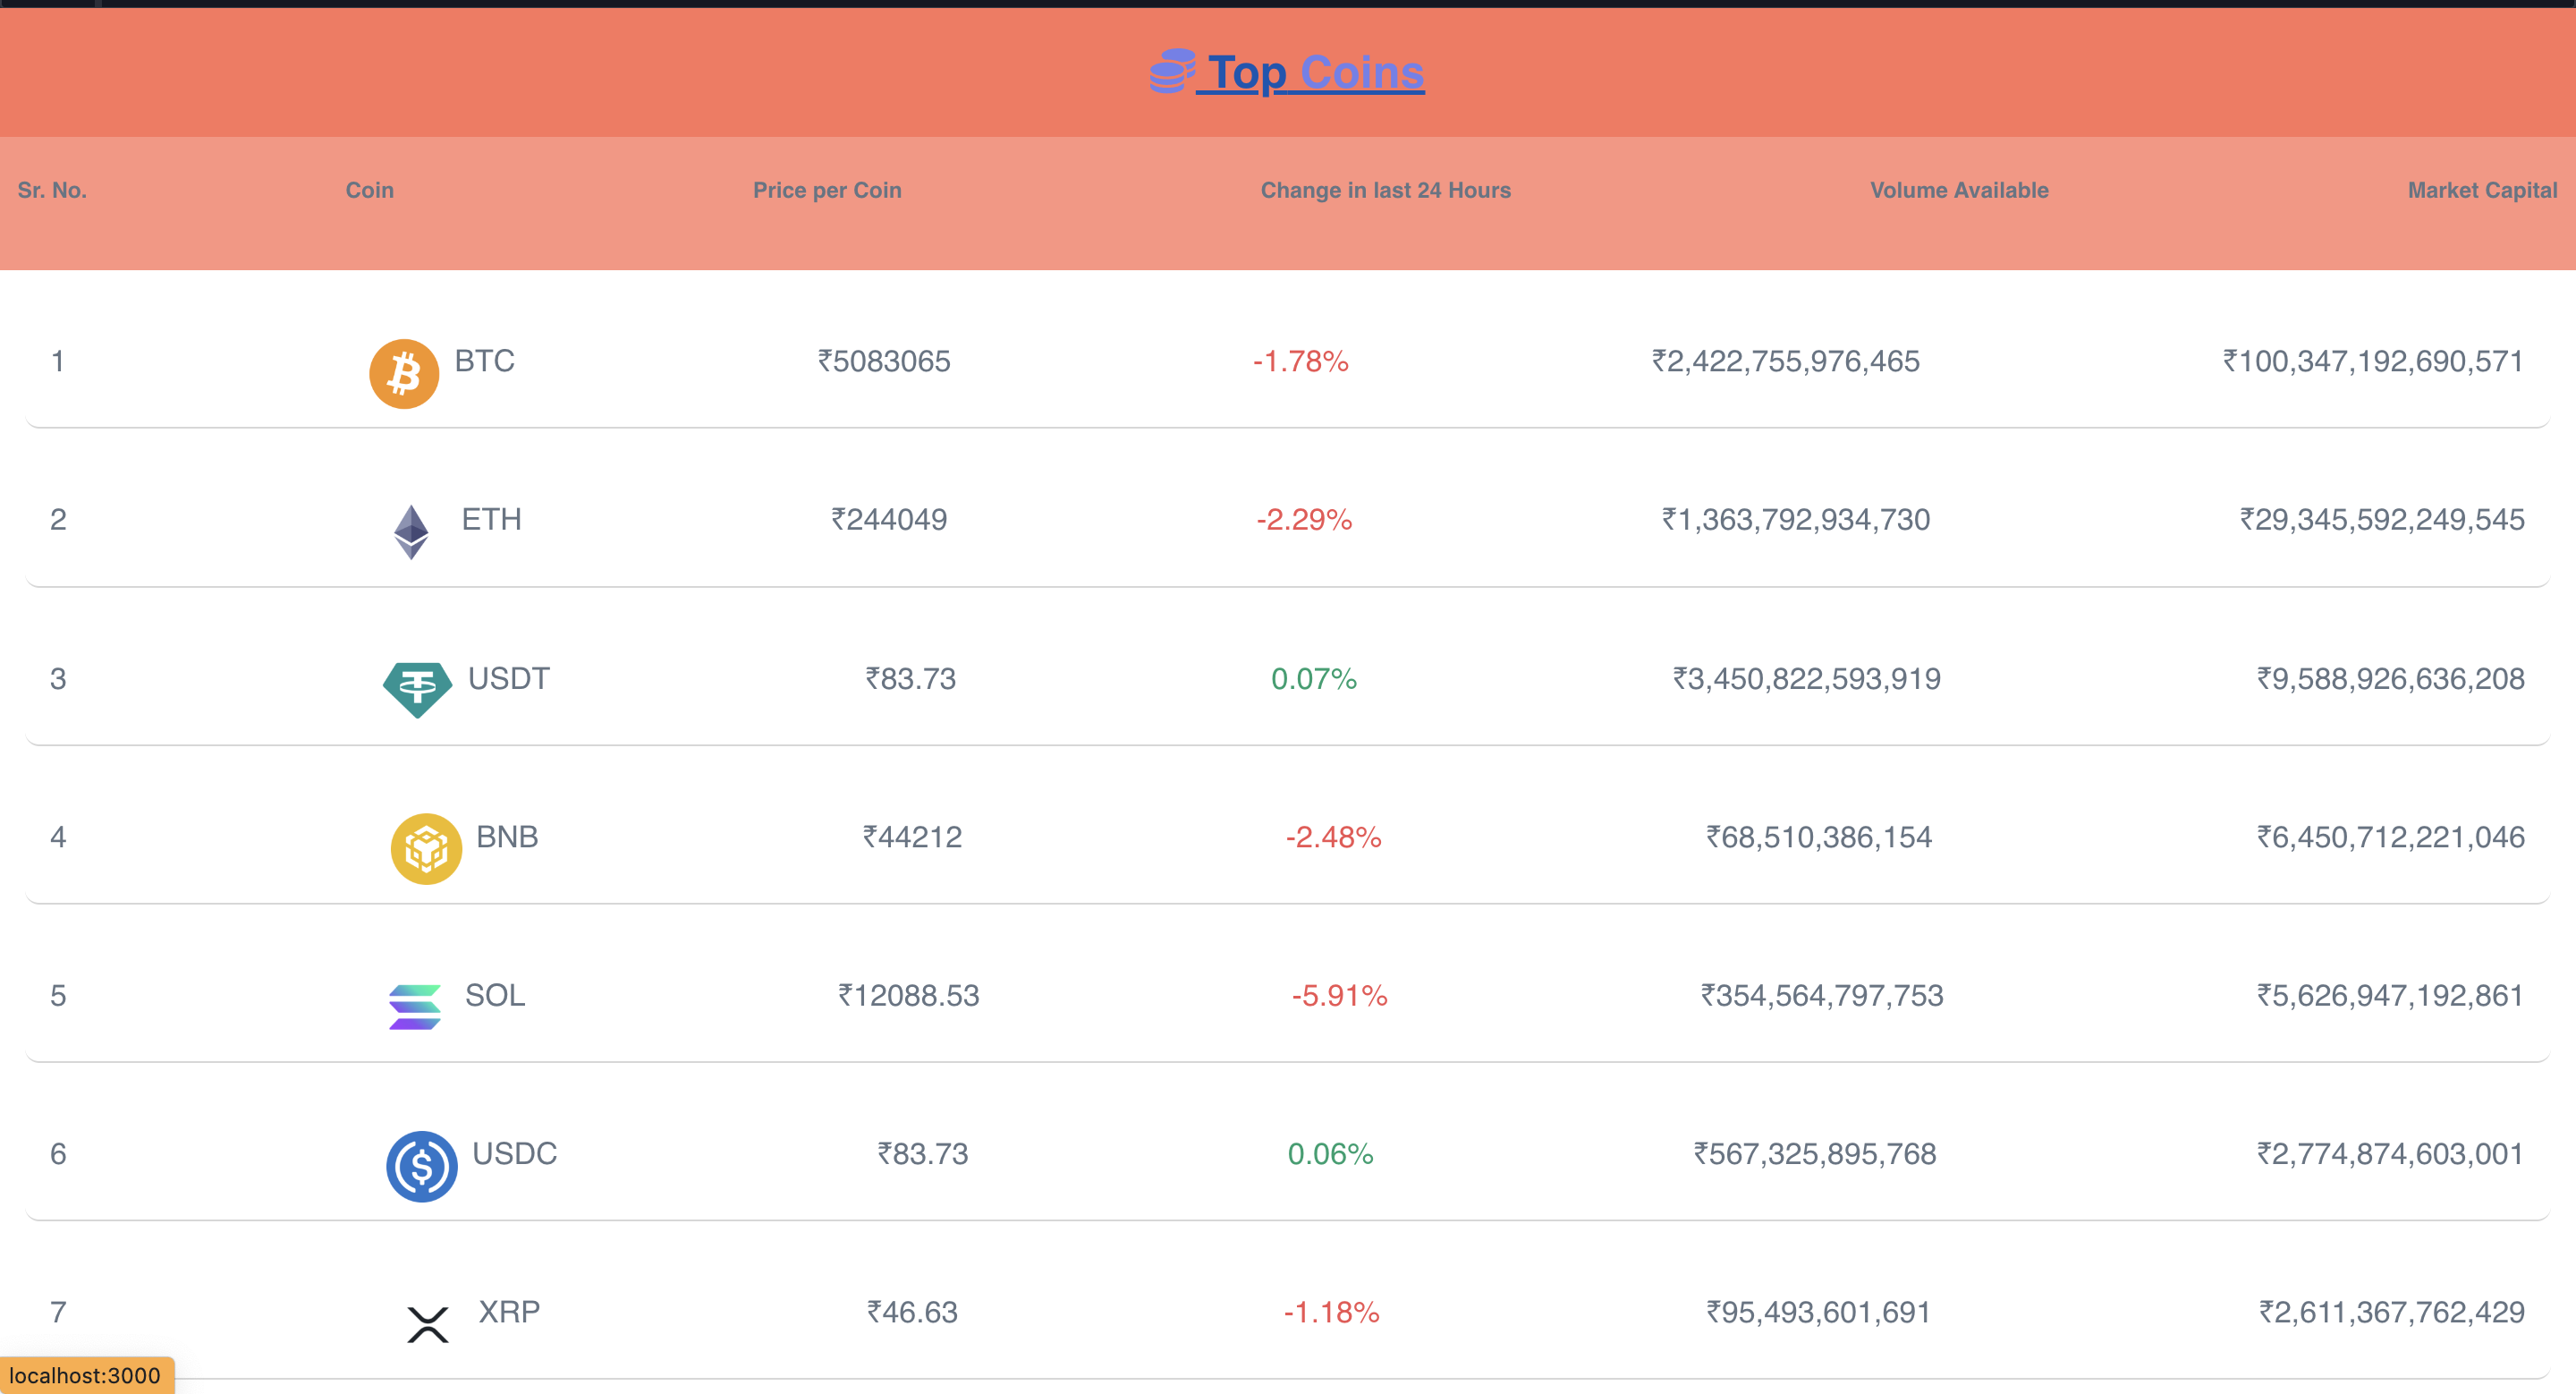 Top Coins
Sr. No. Coin Price per Coin Change in last 24 Hours Volume Available Market Capital
1 BTC ₹5083065 -1.78% ₹2,422,755,976,465 ₹100,347,192,690,571
2 ETH ₹244049 -2.29% ₹1,363,792,934,730 ₹29,345,592,249,545
3 USDT ₹83.73 0.07% ₹3,450,822,593,919 ₹9,588,926,636,208
4 BNB ₹44212 -2.48% ₹68,510,386,154 ₹6,450,712,221,046
5 SOL ₹12088.53 -5.91% ₹354,564,797,753 ₹5,626,947,192,861
6 USDC ₹83.73 0.06% ₹567,325,895,768 ₹2,774,874,603,001
7 XRP ₹46.63 -1.18% ₹95,493,601,691 ₹2,611,367,762,429
localhost:3000